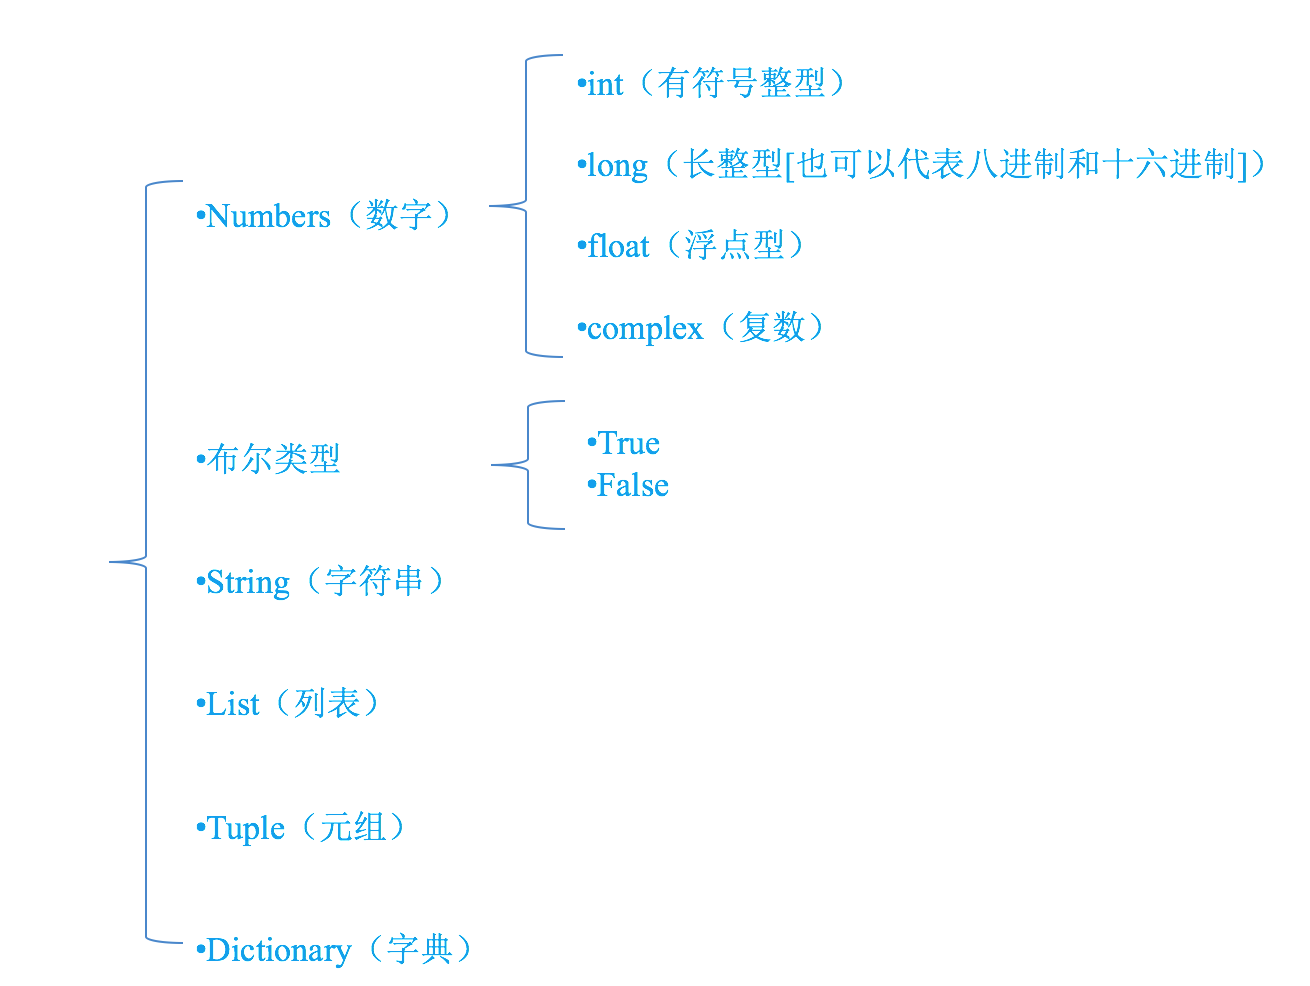 •Numbers（数字）
•int（有符号整型）
•long（长整型[也可以代表八进制和十六进制]）
•float（浮点型）
•complex（复数）
•布尔类型
•True
•False
•String（字符串）
•List（列表）
•Tuple（元组）
•Dictionary（字典）